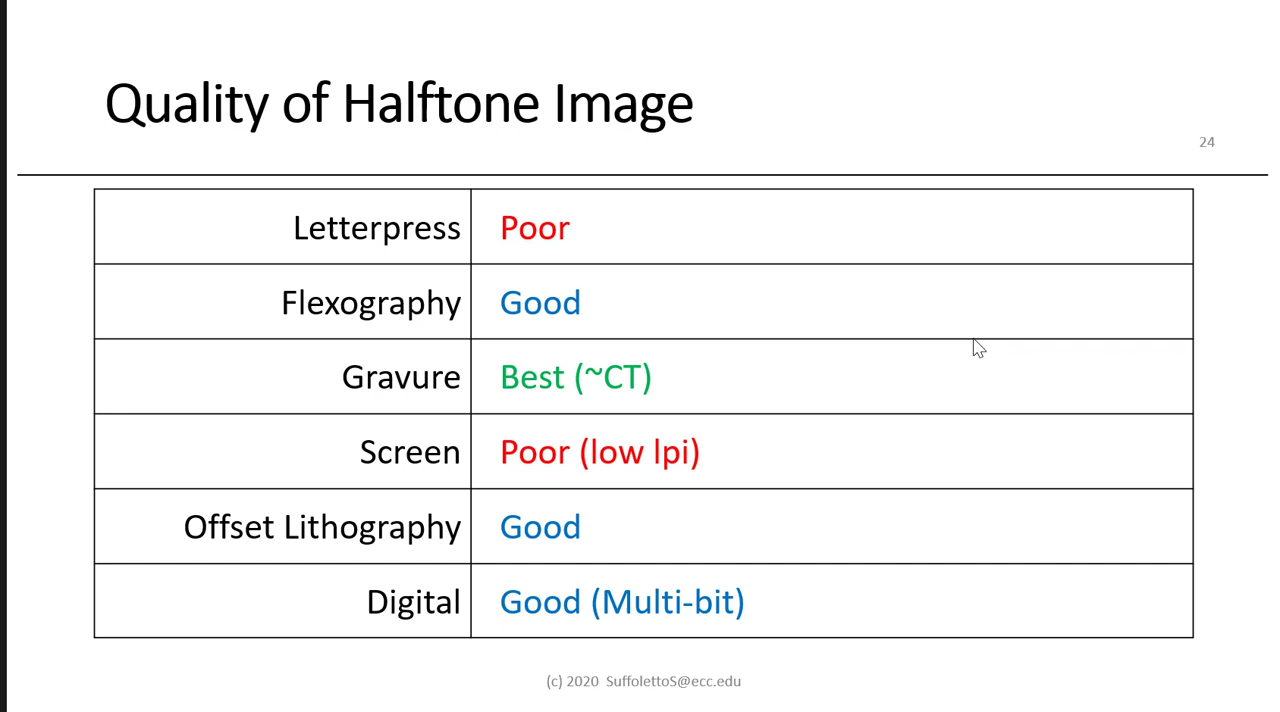 Quality of Halftone Image
24
Letterpress Poor
Flexography Good
Gravure Best (~CT)
Screen Poor (low lpi)
Offset Lithography Good
Digital Good (Multi-bit)
(c) 2020 SuffolettoS@ecc.edu